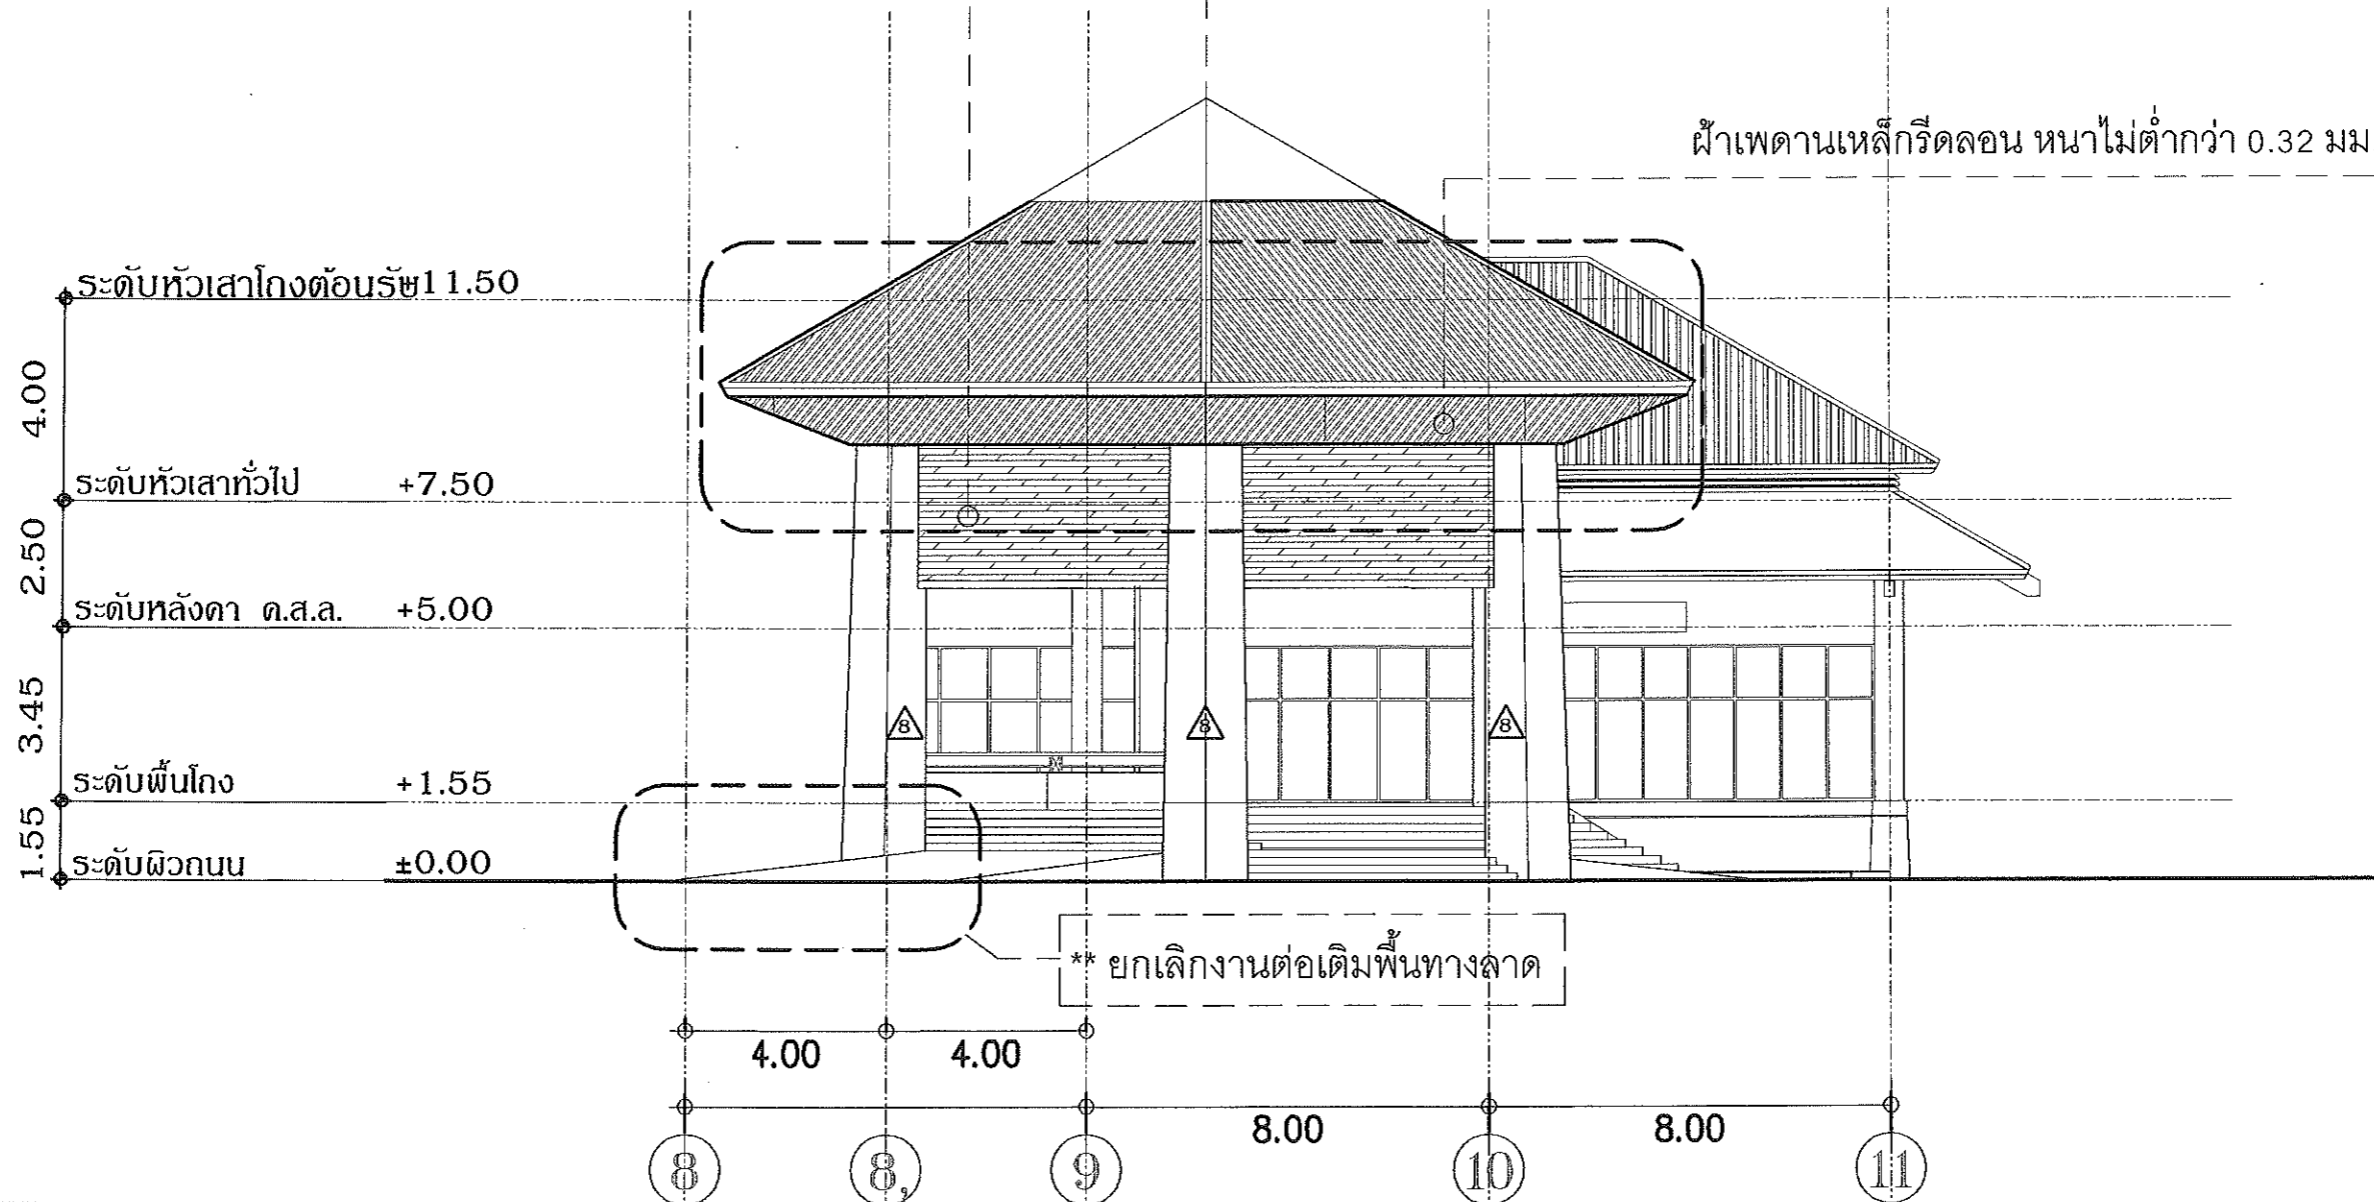 ฝ้าเพดานเหล็กรีดลอน หนาไม่ต่ำกว่า 0.32 มม
ระดับหัวเสาโถงต้อนรับ11.50
4.00
ระดับหัวเสาทั่วไป +7.50
2.50
ระดับหลังคา ค.ส.ล. +5.00
3.45
8 8 8
ระดับพื้นโถง +1.55
1.55
ระดับผิวถนน ±0.00
** ยกเลิกงานต่อเติมพื้นทางลาด
4.00 4.00
8.00 8.00
8 8, 9 10 11